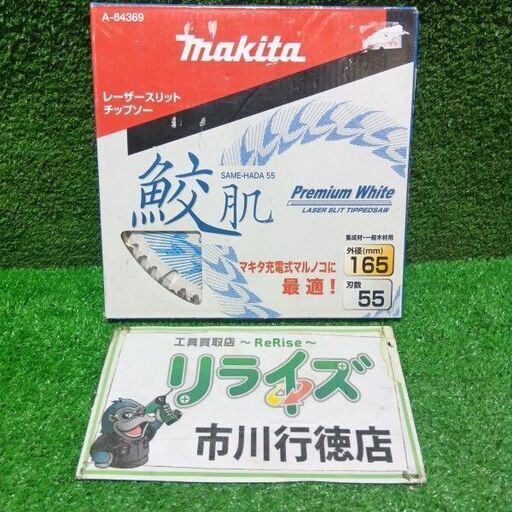 A-64369
makita
レーザースリット
チップソー
鮫肌
SAME-HADA 55
Premium White
LASER SLIT TIPPEDSAW
集成材・一般木材用
外径(mm) 165
刃数 55
マキタ充電式マルノコに
最適！
工具買取店 ～ReRise～
リライズ
市川行徳店